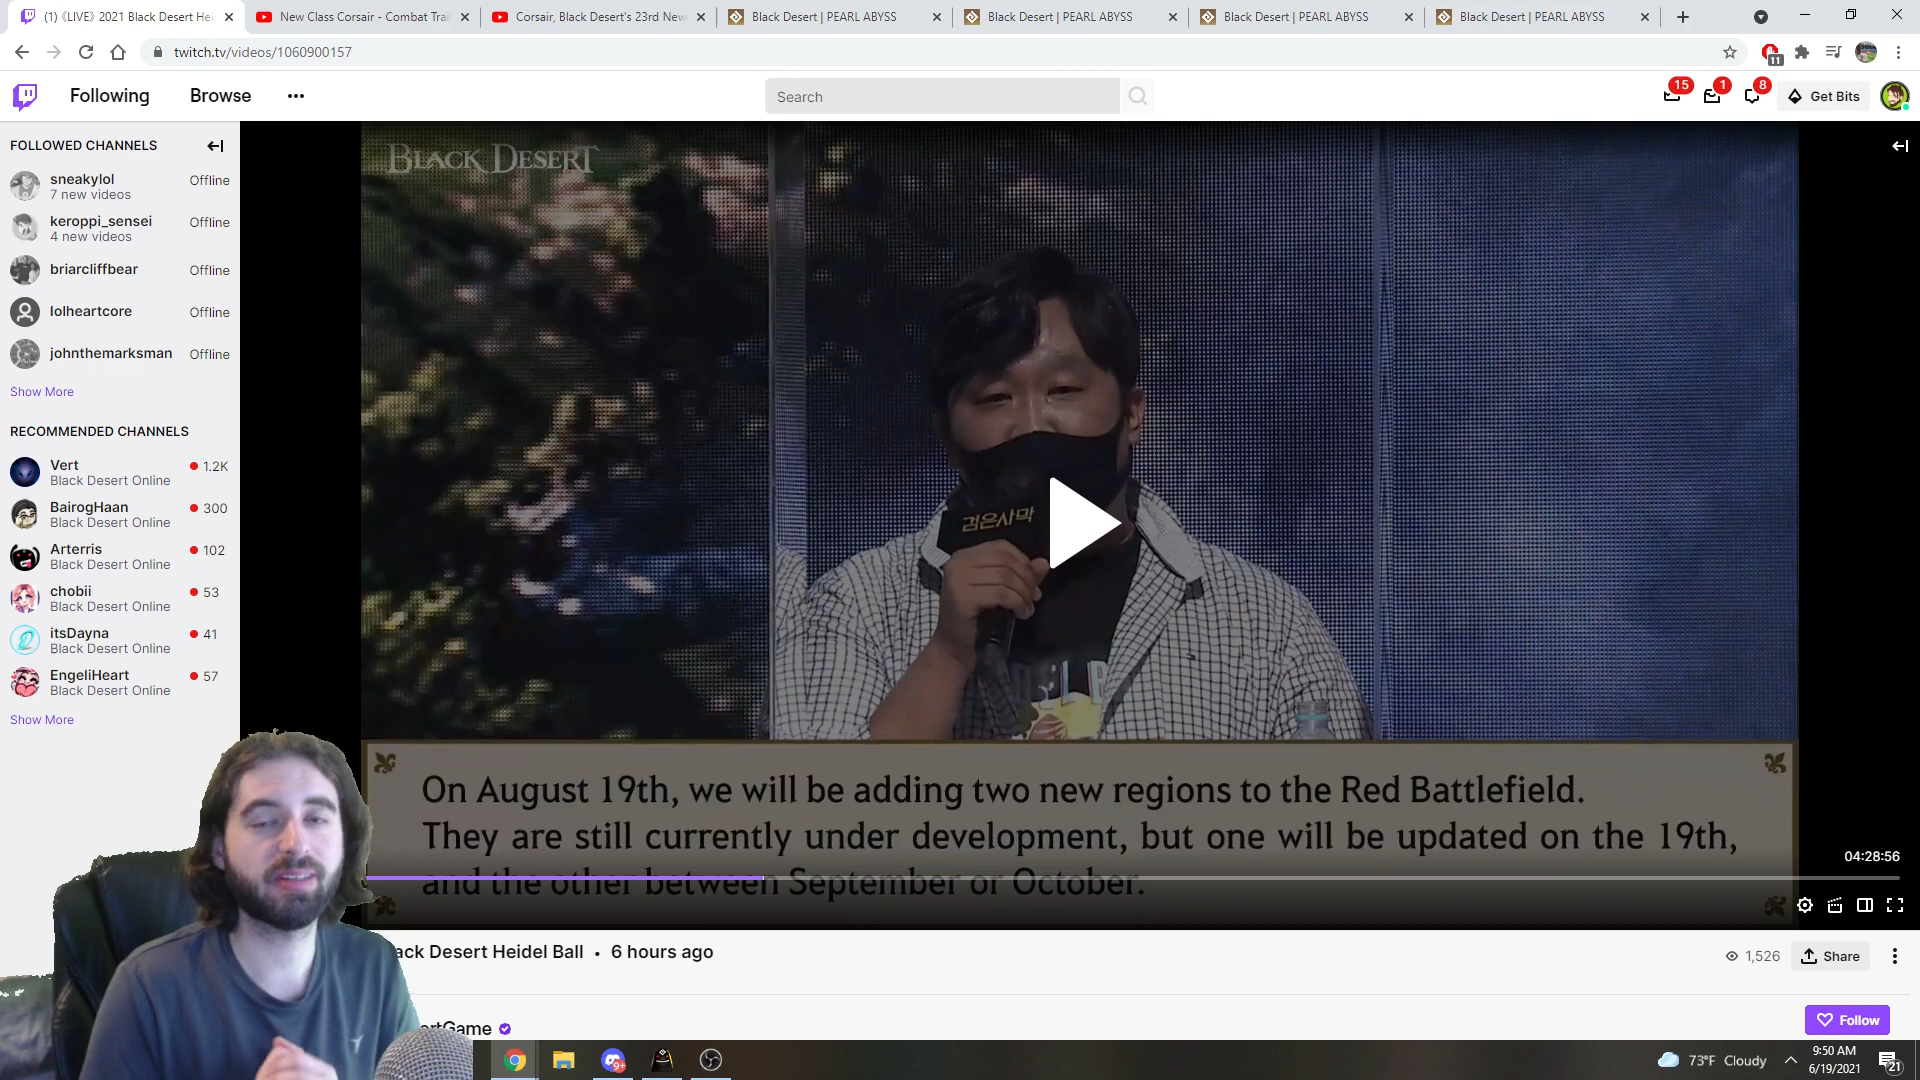 (1) 《LIVE》 2021 Black Desert Hei
New Class Corsair - Combat Trai
Corsair, Black Desert's 23rd New
Black Desert | PEARL ABYSS
Black Desert | PEARL ABYSS
Black Desert | PEARL ABYSS
Black Desert | PEARL ABYSS
twitch.tv/videos/1060900157
11
Following
Browse
Search
15
1
8
Get Bits
FOLLOWED CHANNELS
sneakylol
Offline
7 new videos
keroppi_sensei
Offline
4 new videos
briarcliffbear
Offline
lolheartcore
Offline
johnthemarksman
Offline
Show More
RECOMMENDED CHANNELS
Vert
1.2K
Black Desert Online
BairogHaan
300
Black Desert Online
Arterris
102
Black Desert Online
chobii
53
Black Desert Online
itsDayna
41
Black Desert Online
EngeliHeart
57
Black Desert Online
Show More
BLACK DESERT
검은사막
On August 19th, we will be adding two new regions to the Red Battlefield.
They are still currently under development, but one will be updated on the 19th,
and the other between September or October.
04:28:56
ack Desert Heidel Ball • 6 hours ago
1,526
Share
rtGame
Follow
9+
73°F Cloudy
9:50 AM
6/19/2021
21